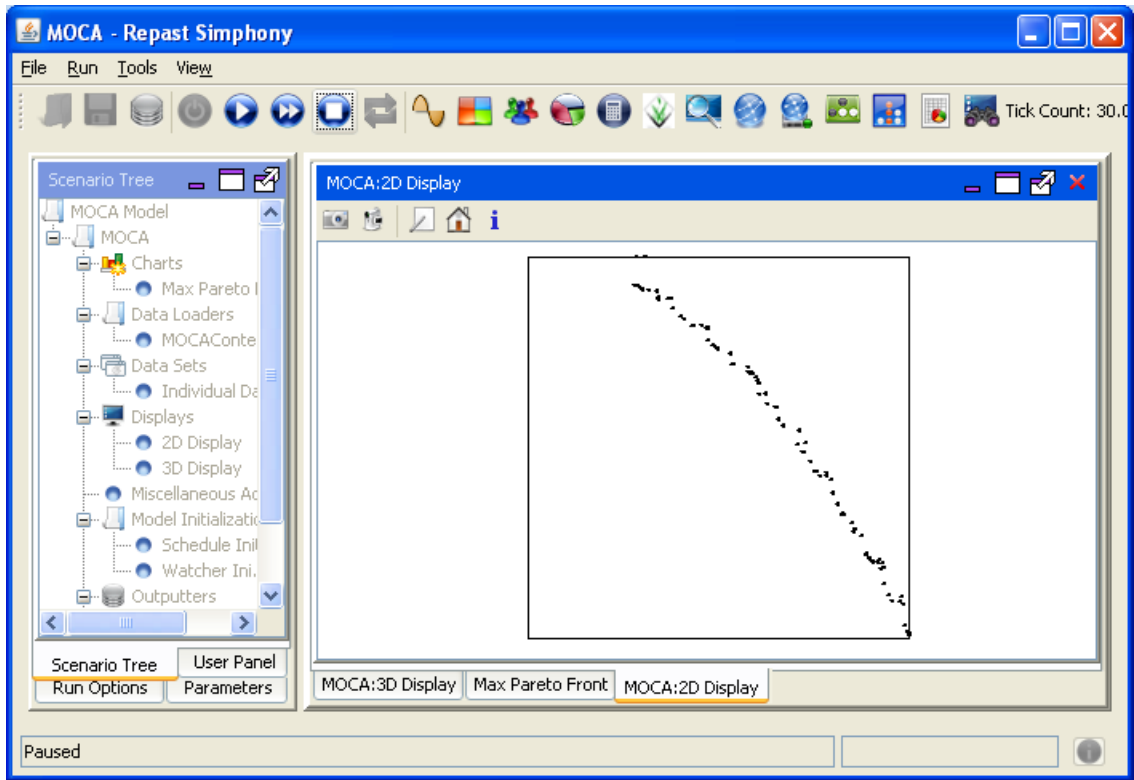 MOCA - Repast Simphony
File Run Tools View
Tick Count: 30.
Scenario Tree
MOCA Model
MOCA
Charts
Max Pareto
Data Loaders
MOCAConte
Data Sets
Individual Da
Displays
2D Display
3D Display
Miscellaneous Ac
Model Initializatic
Schedule Ini
Watcher Ini.
Outputters
Scenario Tree User Panel
Run Options Parameters
MOCA:2D Display
i
MOCA:3D Display Max Pareto Front MOCA:2D Display
Paused